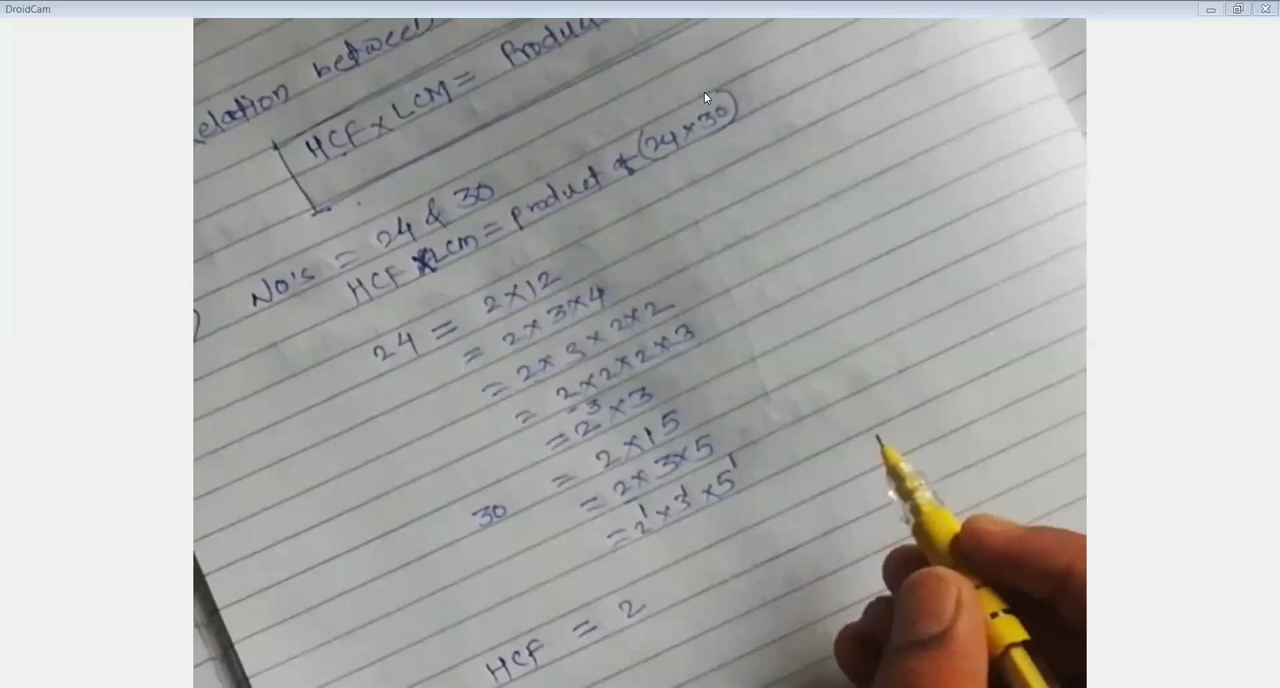 DroidCam
elation between
HCF x LCM = Produ
No's = 24 & 30
HCF x LCM = product of (24 x 30)
24 = 2 x 12
= 2 x 3 x 4
= 2 x 3 x 2 x 2
= 2 x 2 x 2 x 3
= 2³ x 3
30 = 2 x 15
= 2 x 3 x 5
= 2¹ x 3¹ x 5¹
HCF = 2